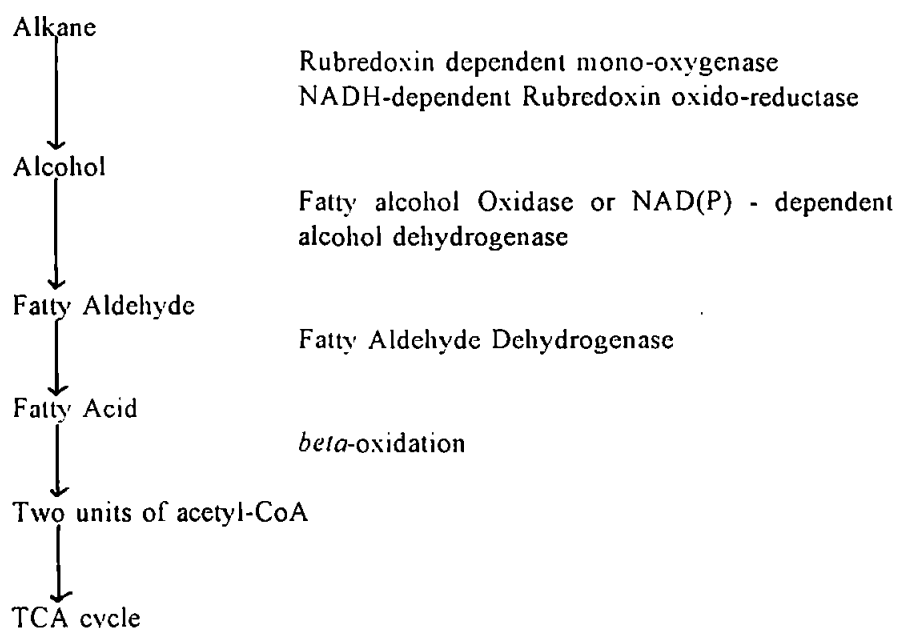 Alkane
Rubredoxin dependent mono-oxygenase
NADH-dependent Rubredoxin oxido-reductase
Alcohol
Fatty alcohol Oxidase or NAD(P) - dependent
alcohol dehydrogenase
Fatty Aldehyde
Fatty Aldehyde Dehydrogenase
Fatty Acid
beta-oxidation
Two units of acetyl-CoA
TCA cycle